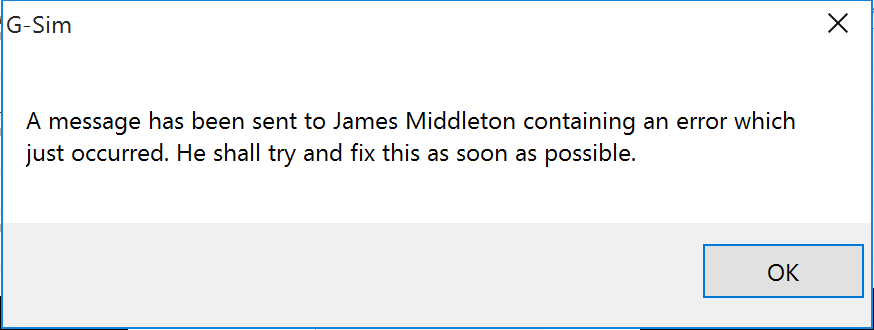 G-Sim
A message has been sent to James Middleton containing an error which
just occurred. He shall try and fix this as soon as possible.
OK